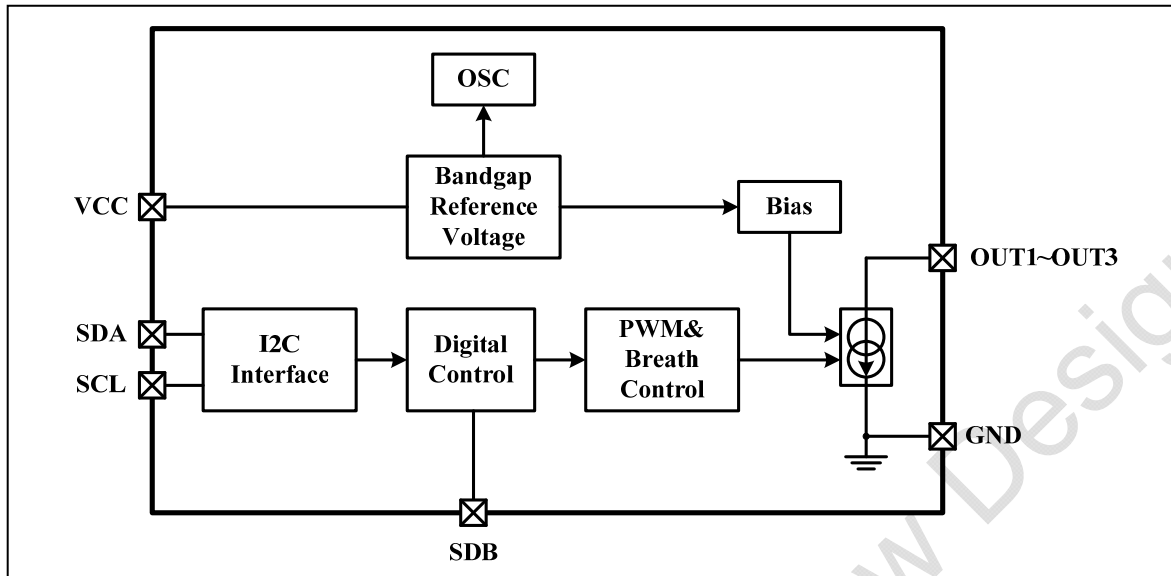 OSC
VCC
Bandgap
Reference
Voltage
Bias
OUT1~OUT3
SDA
SCL
I2C
Interface
Digital
Control
PWM&
Breath
Control
GND
SDB